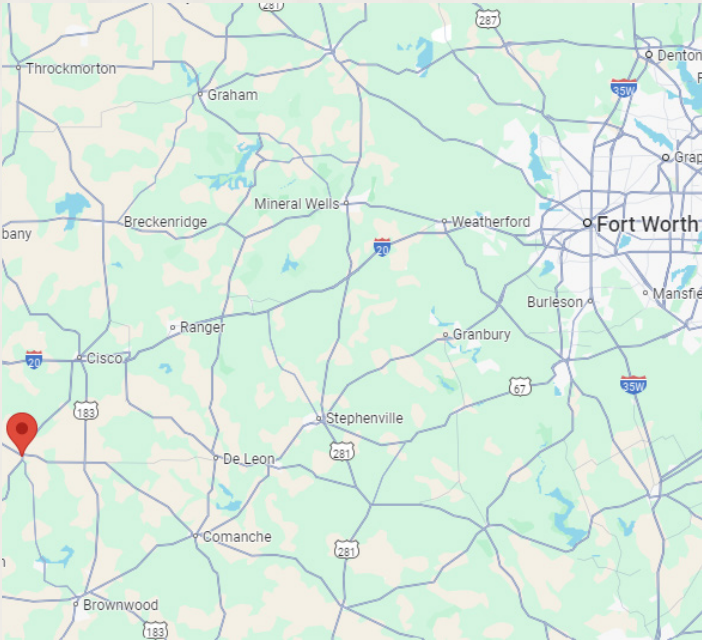 281
287
Denton
Throckmorton
35W
Graham
Grap
Mineral Wells
Breckenridge
Weatherford
Fort Worth
bany
20
Mansfie
Burleson
Ranger
Granbury
20
Cisco
67
35W
183
Stephenville
281
De Leon
Comanche
281
Brownwood
183